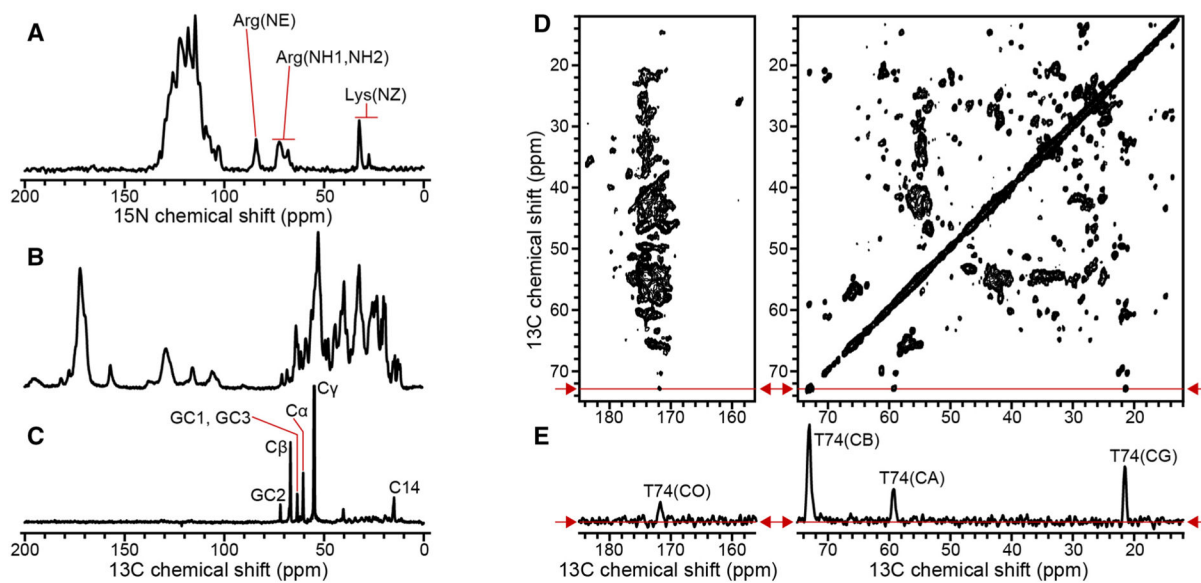 A
Arg(NE)
Arg(NH1,NH2)
Lys(NZ)
200 150 100 50 0
15N chemical shift (ppm)
B
C
GC2
Cβ
GC1, GC3
Cα
Cγ
C14
200 150 100 50 0
13C chemical shift (ppm)
D
13C chemical shift (ppm)
20
30
40
50
60
70
180 170 160
20
30
40
50
60
70
70 60 50 40 30 20
E
T74(CO)
T74(CB)
T74(CA)
T74(CG)
180 170 160
13C chemical shift (ppm)
70 60 50 40 30 20
13C chemical shift (ppm)